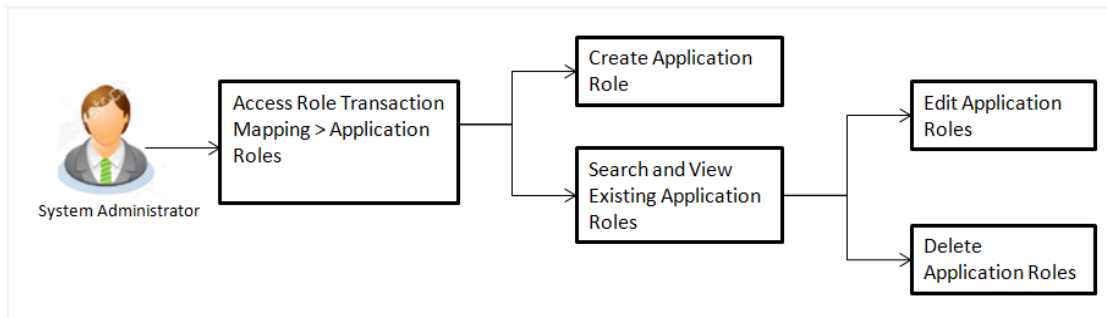 System Administrator
Access Role Transaction
Mapping > Application
Roles
Create Application
Role
Search and View
Existing Application
Roles
Edit Application
Roles
Delete
Application Roles